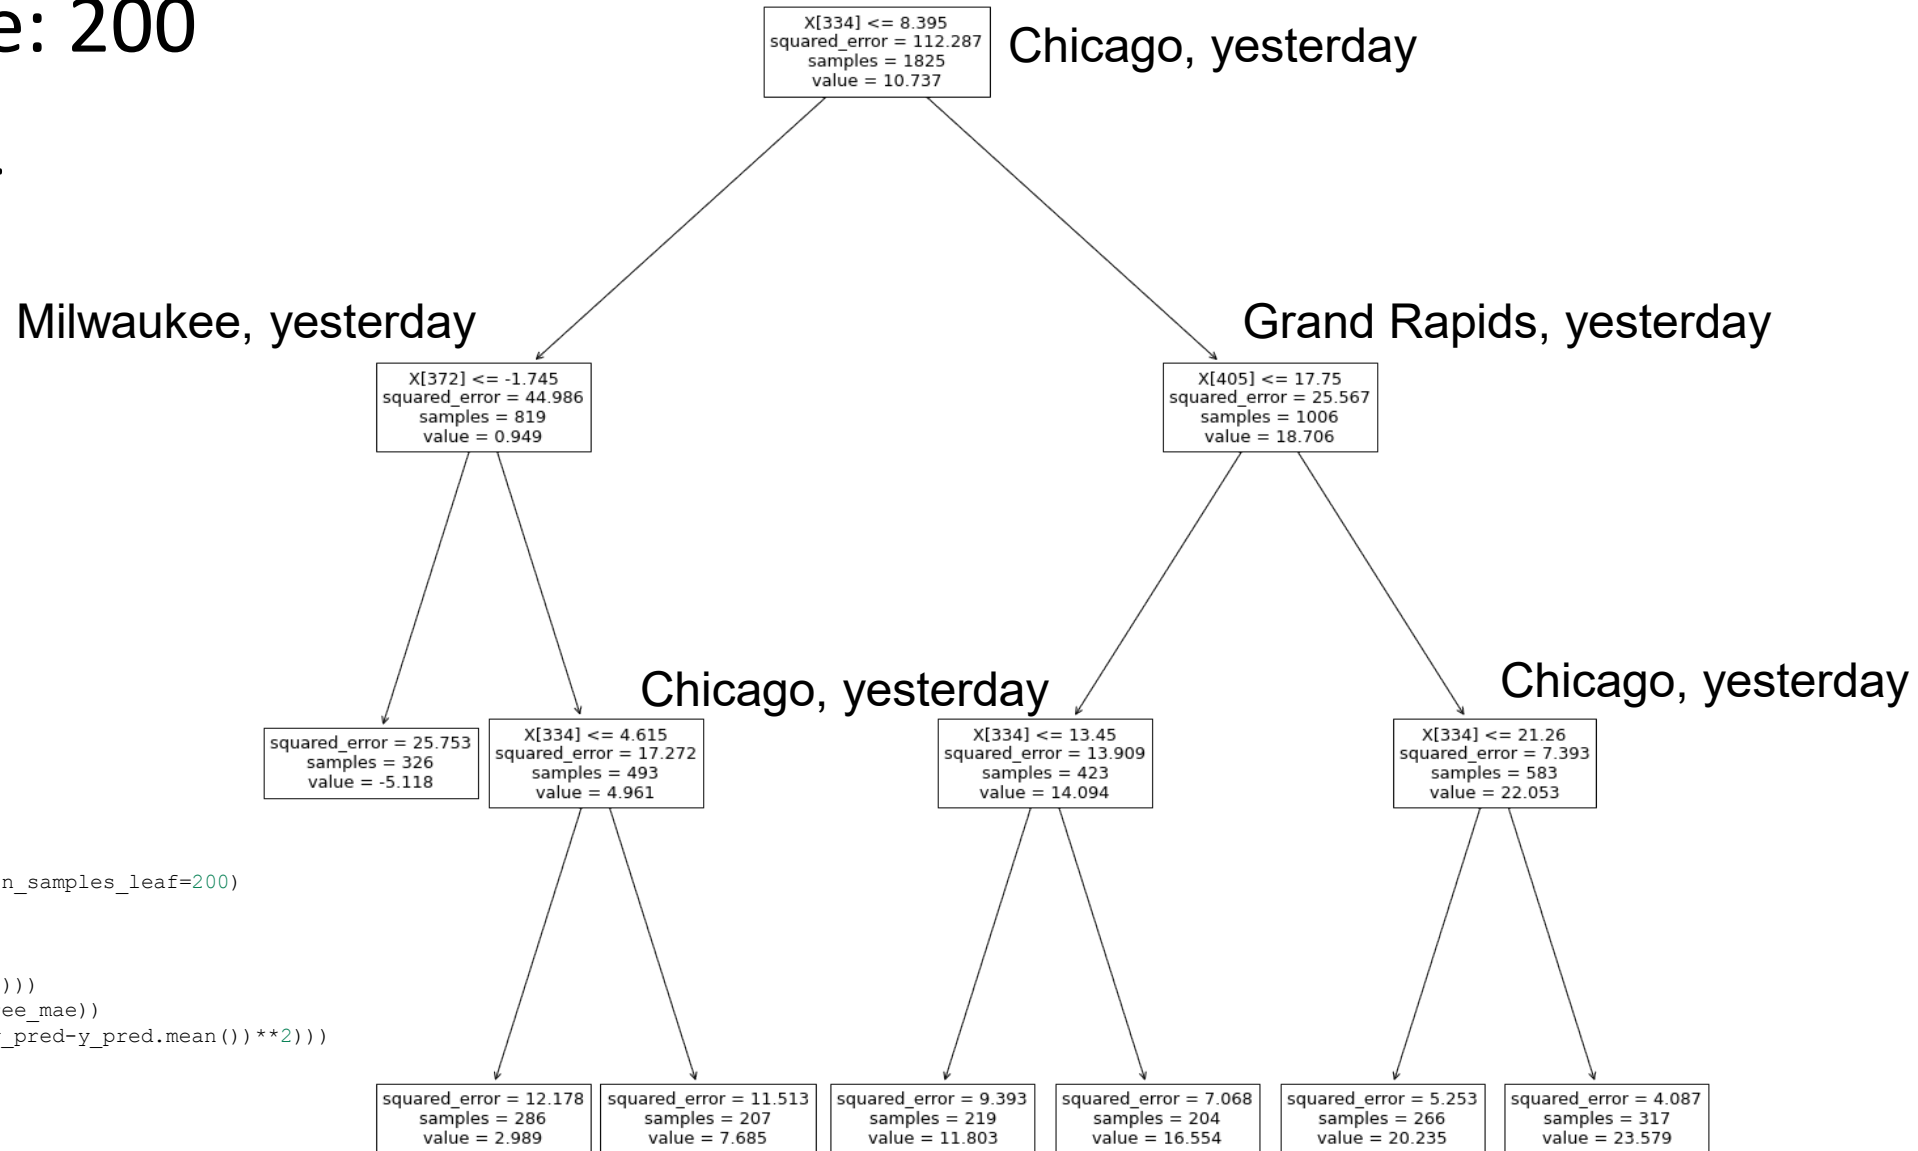 e: 200
X[334] <= 8.395
squared_error = 112.287
samples = 1825
value = 10.737
Chicago, yesterday
.
Milwaukee, yesterday
Grand Rapids, yesterday
X[372] <= -1.745
squared_error = 44.986
samples = 819
value = 0.949
X[405] <= 17.75
squared_error = 25.567
samples = 1006
value = 18.706
Chicago, yesterday
Chicago, yesterday
squared_error = 25.753
samples = 326
value = -5.118
X[334] <= 4.615
squared_error = 17.272
samples = 493
value = 4.961
X[334] <= 13.45
squared_error = 13.909
samples = 423
value = 14.094
X[334] <= 21.26
squared_error = 7.393
samples = 583
value = 22.053
n_samples_leaf=200)
)))
ee_mae))
_pred-y_pred.mean())**2)))
squared_error = 12.178
samples = 286
value = 2.989
squared_error = 11.513
samples = 207
value = 7.685
squared_error = 9.393
samples = 219
value = 11.803
squared_error = 7.068
samples = 204
value = 16.554
squared_error = 5.253
samples = 266
value = 20.235
squared_error = 4.087
samples = 317
value = 23.579